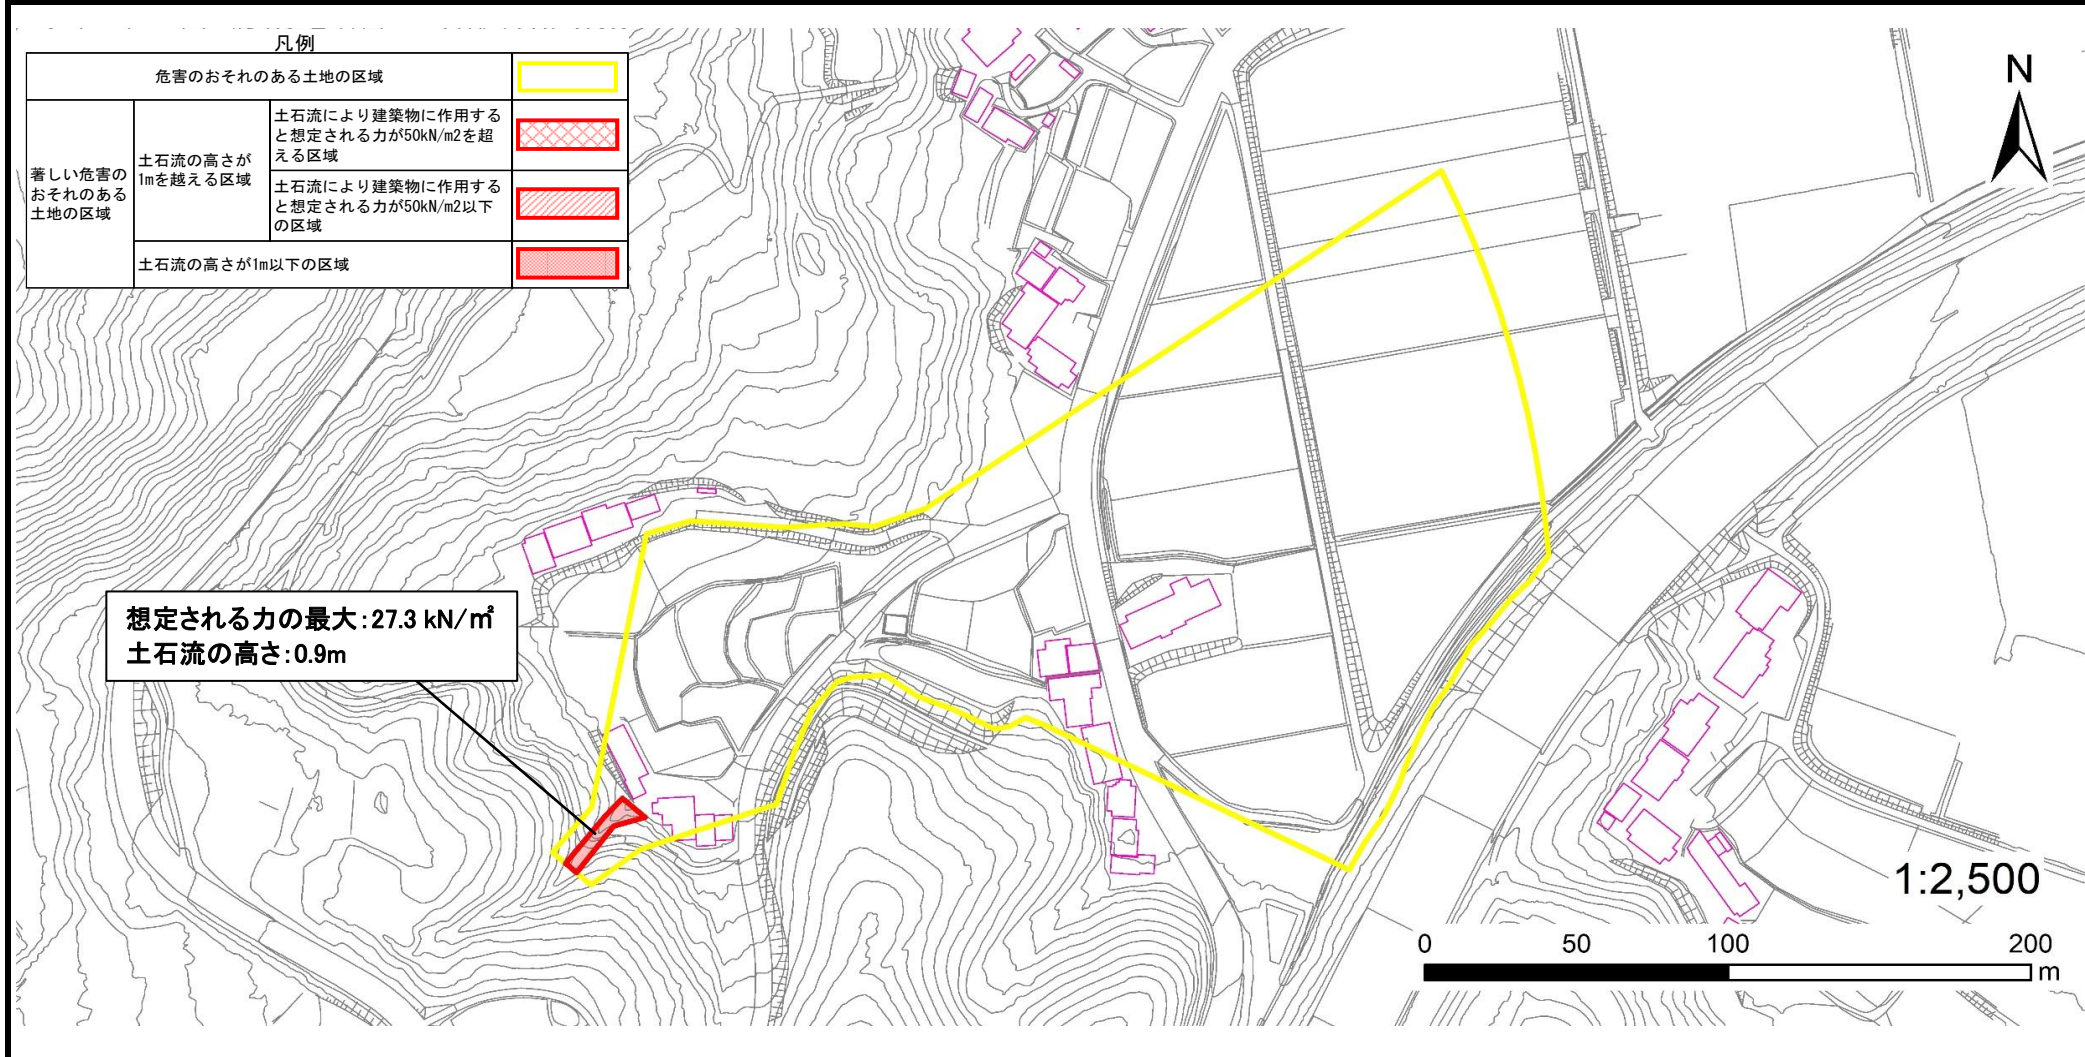 凡例
危害のおそれのある土地の区域
著しい危害の
おそれのある
土地の区域
土石流の高さが
1mを越える区域
土石流により建築物に作用する
と想定される力が50kN/m2を超
える区域
土石流により建築物に作用する
と想定される力が50kN/m2以下
の区域
土石流の高さが1m以下の区域
N
想定される力の最大:27.3 kN/㎡
土石流の高さ:0.9m
1:2,500
0 50 100 200
m